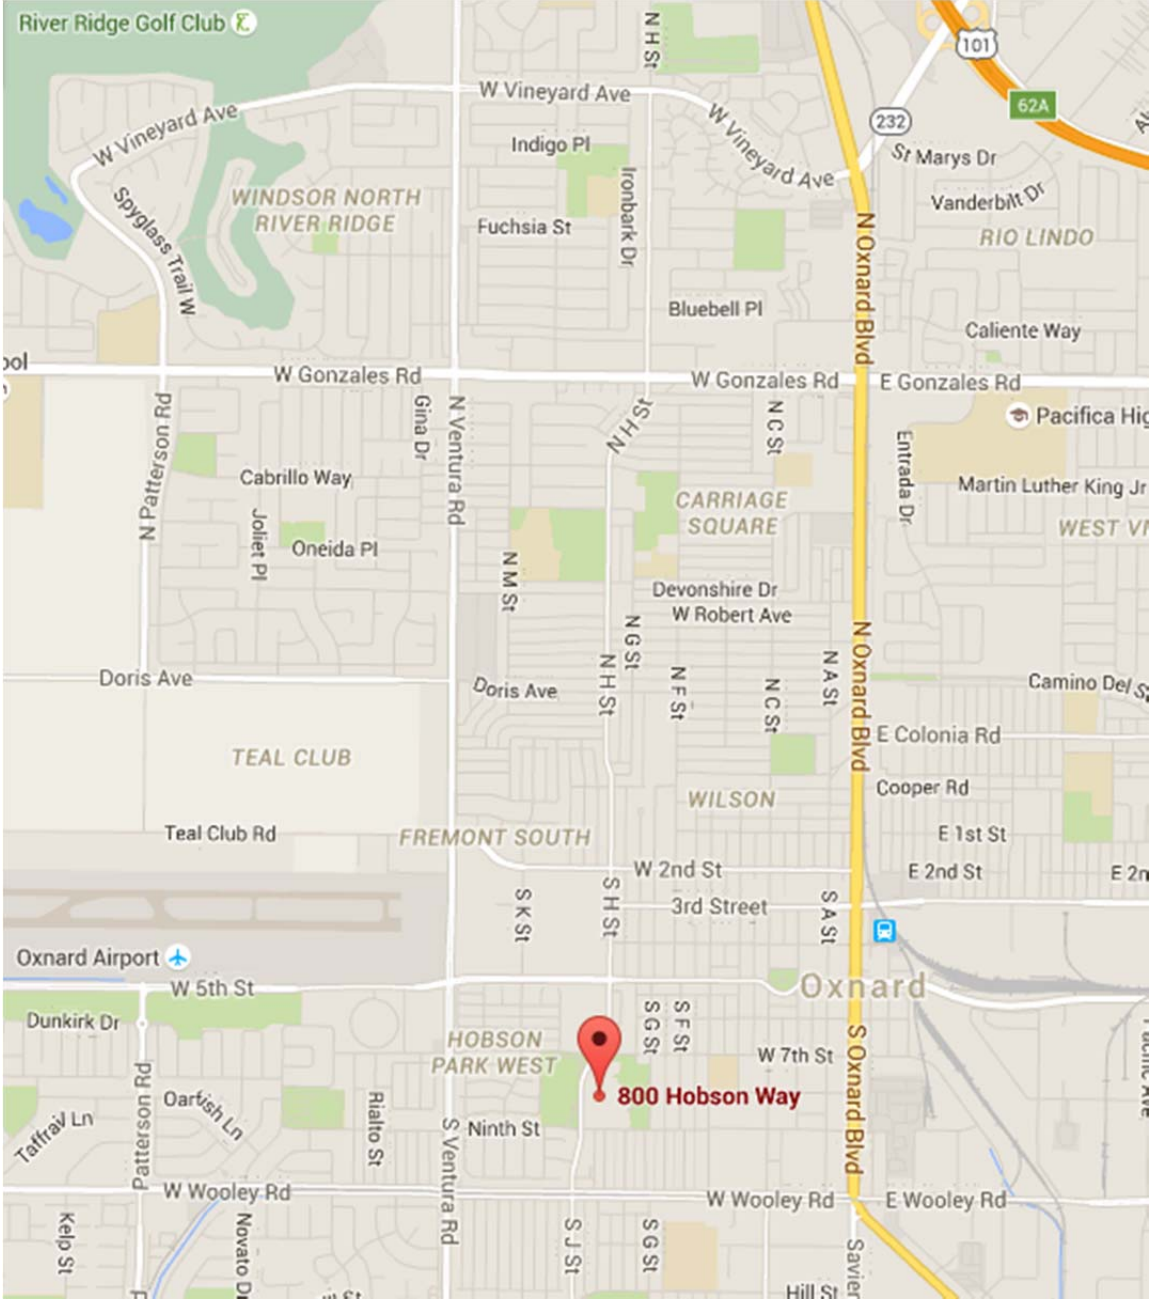 River Ridge Golf Club
N H St
101
62A
W Vineyard Ave
W Vineyard Ave
W Vineyard Ave
232
Indigo Pl
St Marys Dr
Spyglass Trail W
WINDSOR NORTH
RIVER RIDGE
Ironbark Dr
Vanderbilt Dr
Fuchsia St
N Oxnard Blvd
RIO LINDO
Bluebell Pl
Caliente Way
ool
W Gonzales Rd
W Gonzales Rd
E Gonzales Rd
N Patterson Rd
Gina Dr
N Ventura Rd
N H St
N C St
Pacifica Hig
Entrada Dr
Cabrillo Way
CARRIAGE
SQUARE
Martin Luther King Jr
Joliet Pl
Oneida Pl
WEST VI
N M St
Devonshire Dr
W Robert Ave
N G St
N H St
N F St
N C St
N A St
N Oxnard Blvd
Doris Ave
Doris Ave
Camino Del S
E Colonia Rd
TEAL CLUB
WILSON
Cooper Rd
Teal Club Rd
FREMONT SOUTH
E 1st St
W 2nd St
E 2nd St
E 2n
S K St
S H St
3rd Street
S A St
Oxnard Airport
W 5th St
Oxnard
Dunkirk Dr
S G St
S F St
S Oxnard Blvd
HOBSON
PARK WEST
W 7th St
Pacific Ave
Patterson Rd
Oarfish Ln
800 Hobson Way
Taffrail Ln
Rialto St
S Ventura Rd
Ninth St
W Wooley Rd
W Wooley Rd
E Wooley Rd
Kelp St
Novato D
S J St
S G St
Savier
Hill St